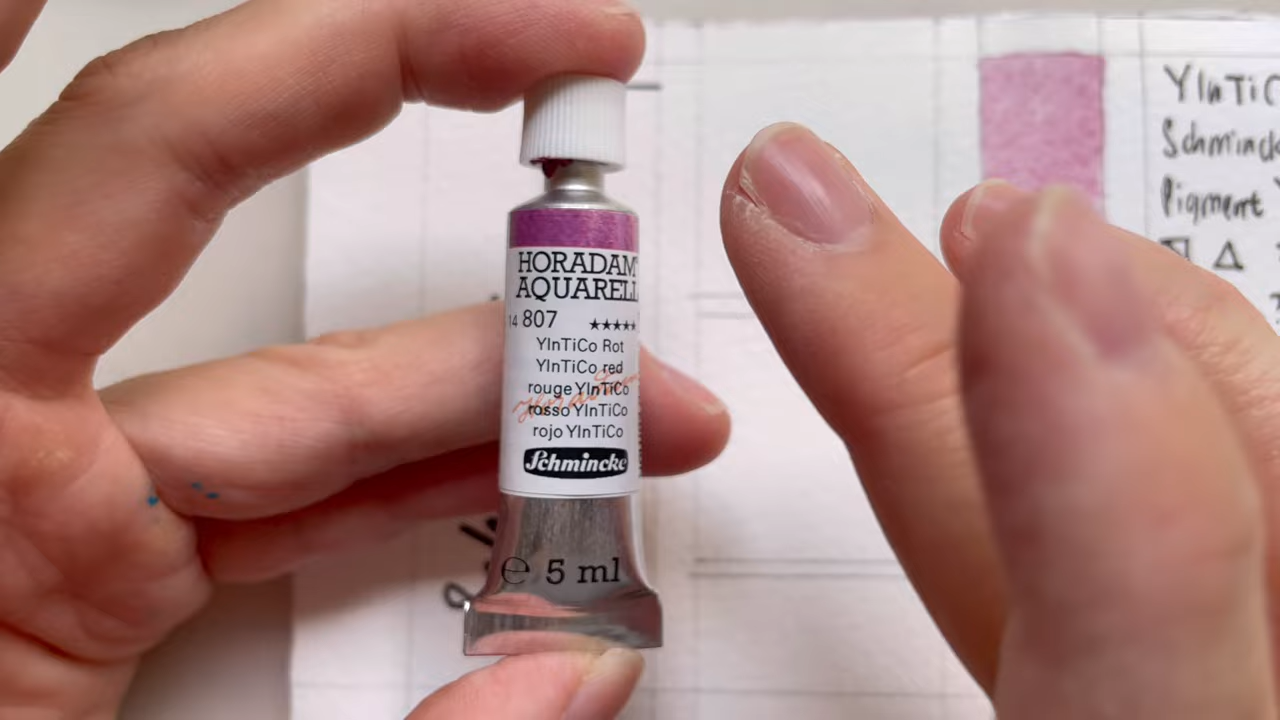 HORADAM
AQUARELL
14 807
YInTiCo Rot
YInTiCo red
rouge YInTiCo
rosso YInTiCo
rojo YInTiCo
Schmincke
e 5 ml
YInTiC
Schminck
Pigment